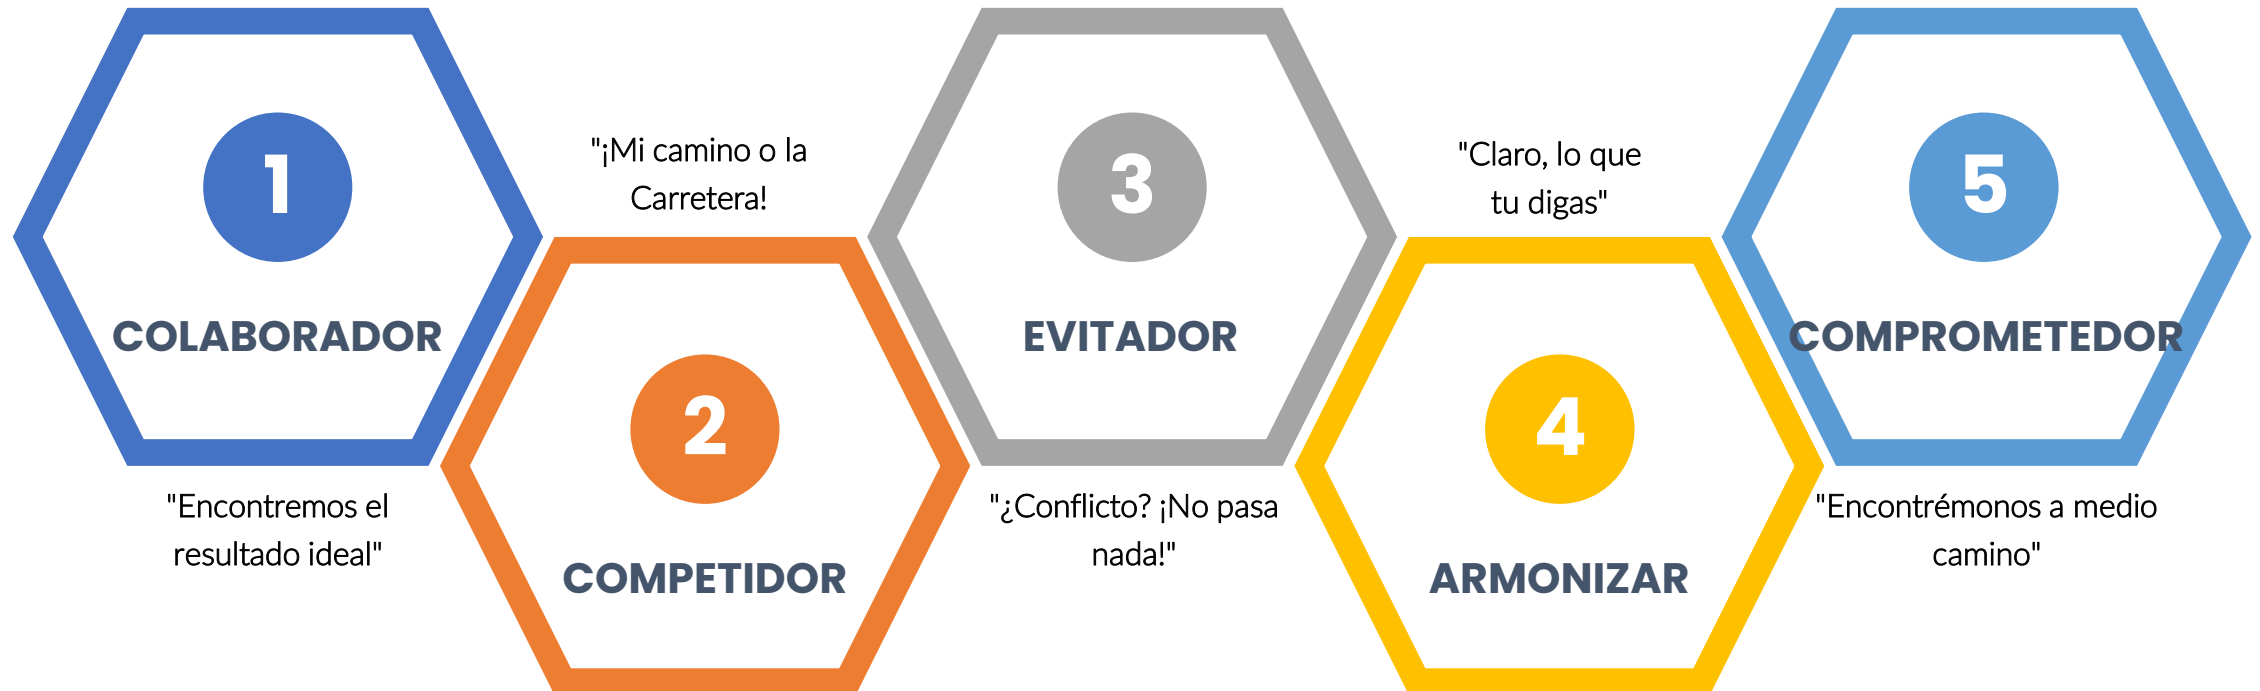 1
COLABORADOR
"Encontremos el
resultado ideal"
"¡Mi camino o la
Carretera!
2
COMPETIDOR
3
EVITADOR
"¿Conflicto? ¡No pasa
nada!"
"Claro, lo que
tu digas"
4
ARMONIZAR
5
COMPROMETEDOR
"Encontrémonos a medio
camino"